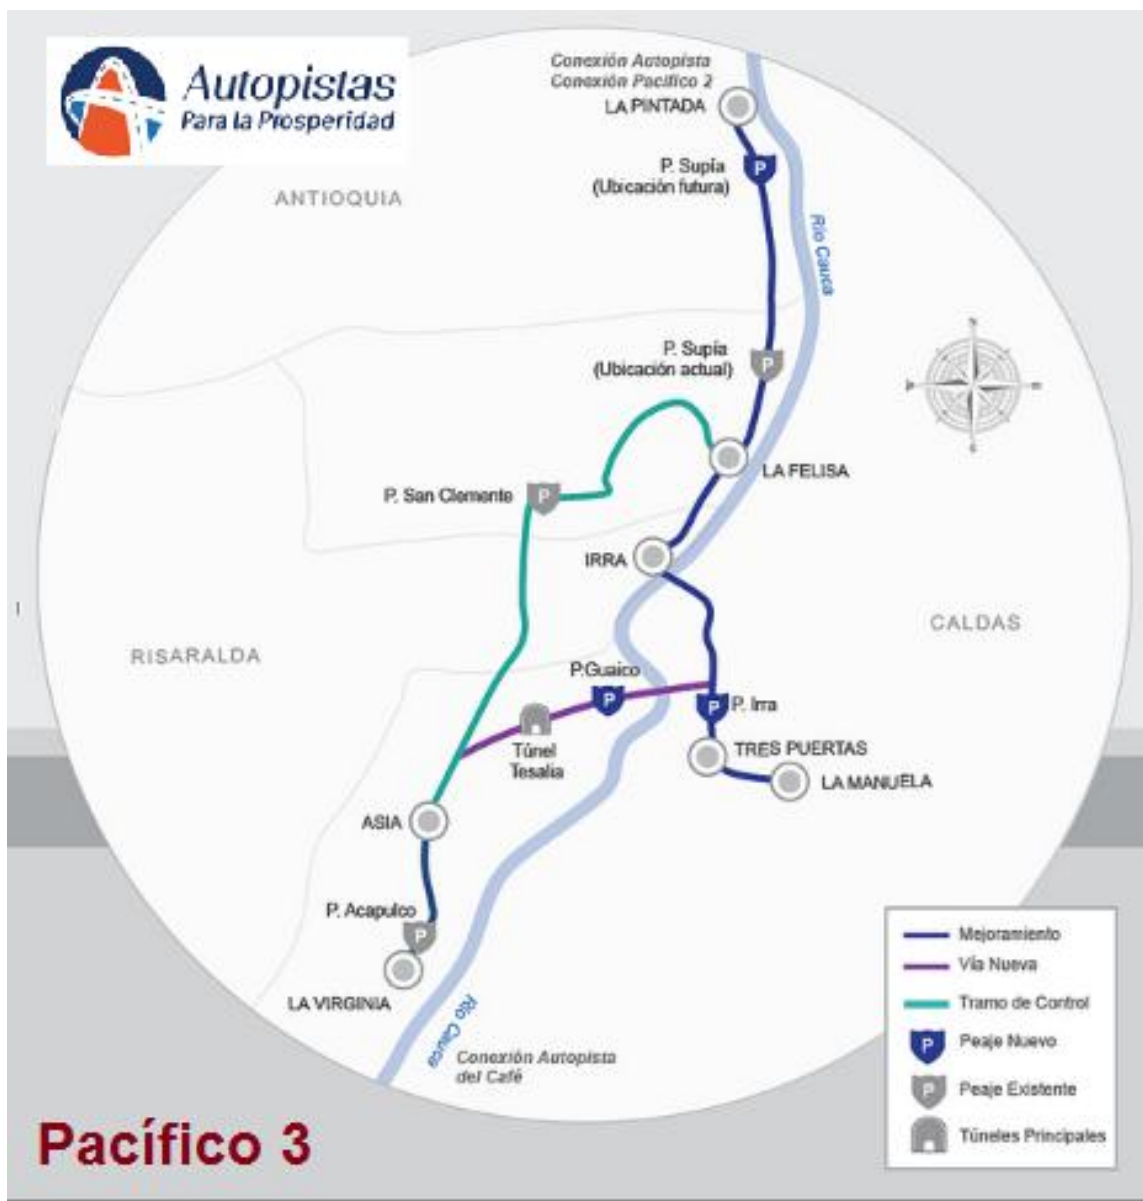 Autopistas
Para la Prosperidad
Conexión Autopista
Conexión Pacífico 2
LA PINTADA
P. Supía
(Ubicación futura)
P
ANTIOQUIA
Río Cauca
P. Supía
(Ubicación actual)
P
N
LA FELISA
P. San Clemente
P
IRRA
CALDAS
RISARALDA
P.Guaico
P
P
P. Irra
Túnel
Tesalia
TRES PUERTAS
LA MANUELA
ASIA
P. Acapulco
P
LA VIRGINIA
Río Cauca
Conexión Autopista
del Café
Mejoramiento
Vía Nueva
Tramo de Control
P
Peaje Nuevo
P
Peaje Existente
Túneles Principales
Pacífico 3